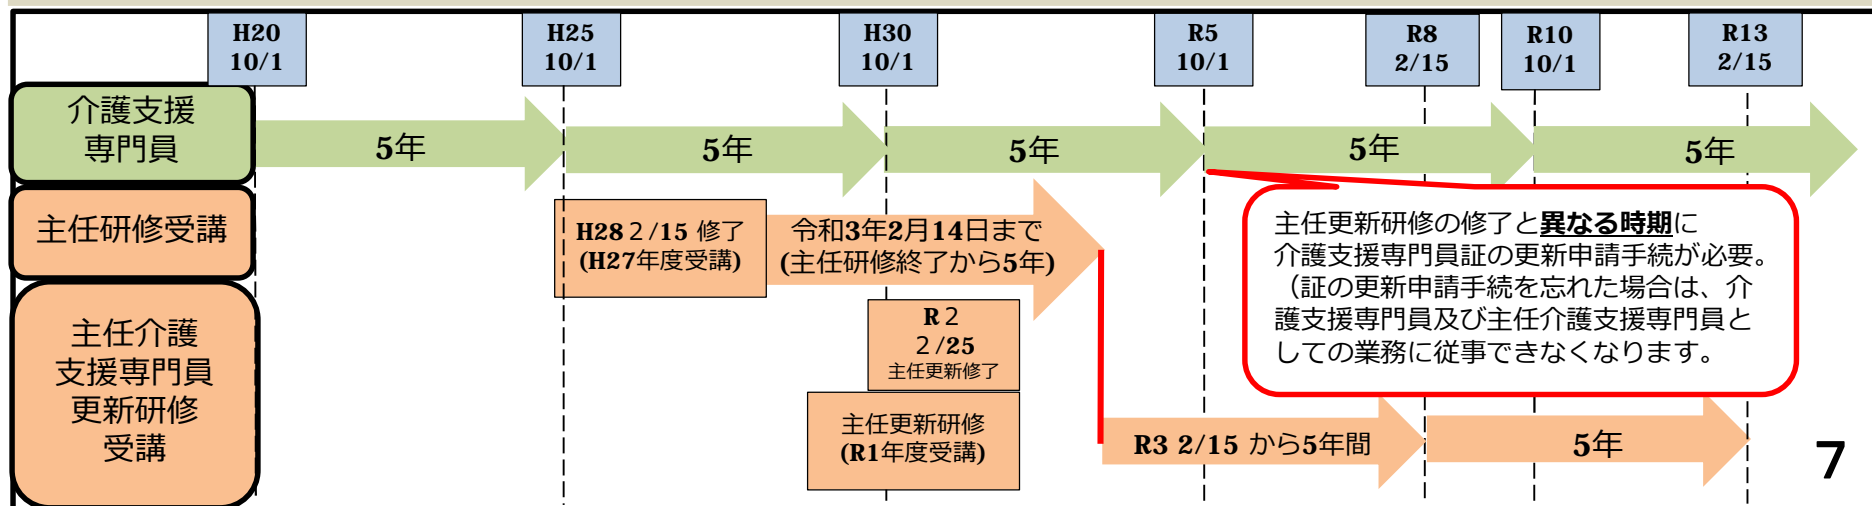 H20
10/1
H25
10/1
H30
10/1
R5
10/1
R8
2/15
R10
10/1
R13
2/15
介護支援
専門員
5年
5年
5年
5年
5年
主任研修受講
H28２/15 修了
(H27年度受講)
令和3年2月14日まで
(主任研修終了から5年)
主任更新研修の修了と異なる時期に
介護支援専門員証の更新申請手続が必要。
（証の更新申請手続を忘れた場合は、介
護支援専門員及び主任介護支援専門員と
しての業務に従事できなくなります。
主任介護
支援専門員
更新研修
受講
R２
２/25
主任更新修了
主任更新研修
(R1年度受講)
R3 2/15 から5年間
5年
7